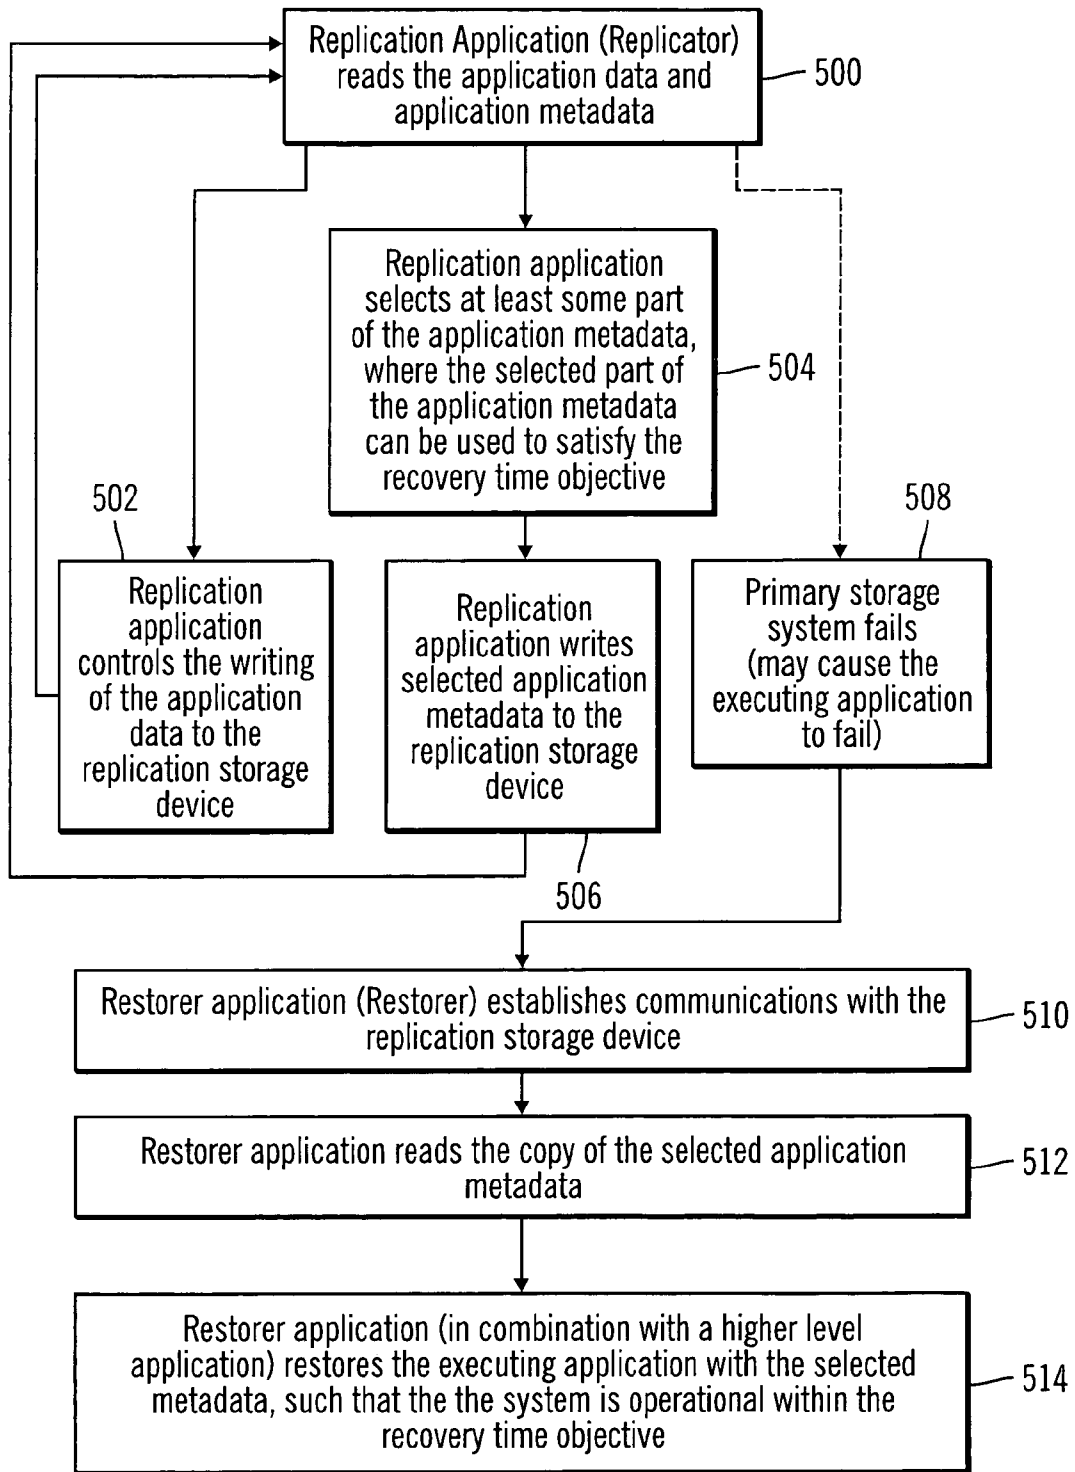 Replication Application (Replicator)
reads the application data and
application metadata
500
Replication application
selects at least some part
of the application metadata,
where the selected part of
the application metadata
can be used to satisfy the
recovery time objective
504
502
Replication
application
controls the writing
of the application
data to the
replication storage
device
Replication
application writes
selected application
metadata to the
replication storage
device
506
508
Primary storage
system fails
(may cause the
executing application
to fail)
Restorer application (Restorer) establishes communications with the
replication storage device
510
Restorer application reads the copy of the selected application
metadata
512
Restorer application (in combination with a higher level
application) restores the executing application with the selected
metadata, such that the the system is operational within the
recovery time objective
514